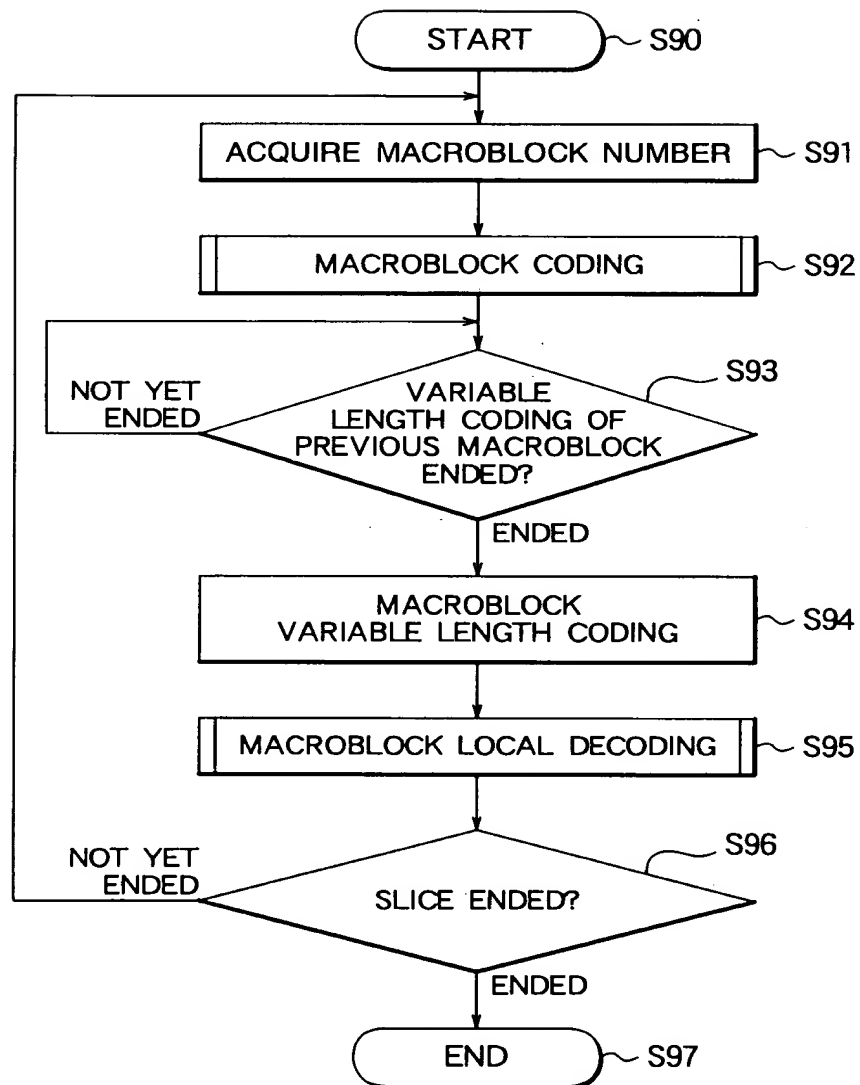 START
S90
ACQUIRE MACROBLOCK NUMBER
S91
MACROBLOCK CODING
S92
S93
NOT YET
ENDED
VARIABLE
LENGTH CODING OF
PREVIOUS MACROBLOCK
ENDED?
ENDED
MACROBLOCK
VARIABLE LENGTH CODING
S94
MACROBLOCK LOCAL DECODING
S95
S96
NOT YET
ENDED
SLICE ENDED?
ENDED
END
S97